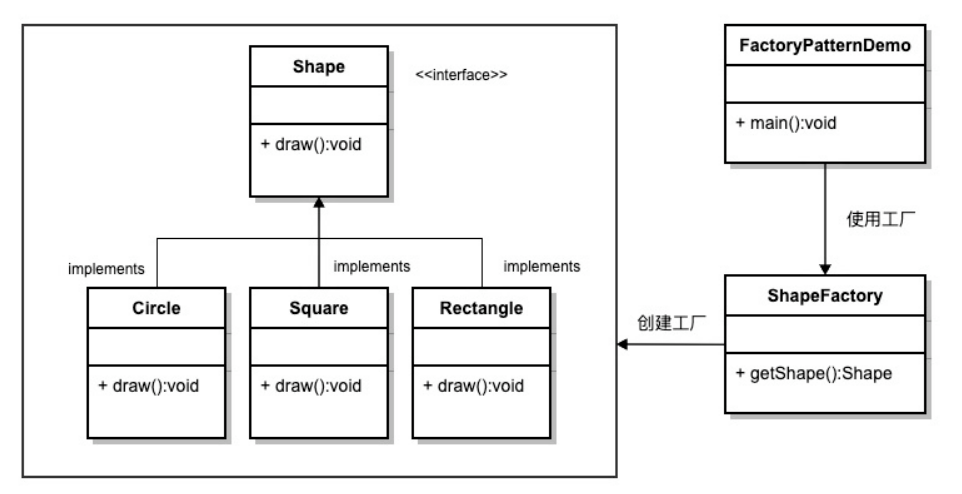 Shape
<<interface>>
+ draw():void
implements
implements
implements
Circle
+ draw():void
Square
+ draw():void
Rectangle
+ draw():void
FactoryPatternDemo
+ main():void
使用工厂
ShapeFactory
+ getShape():Shape
创建工厂